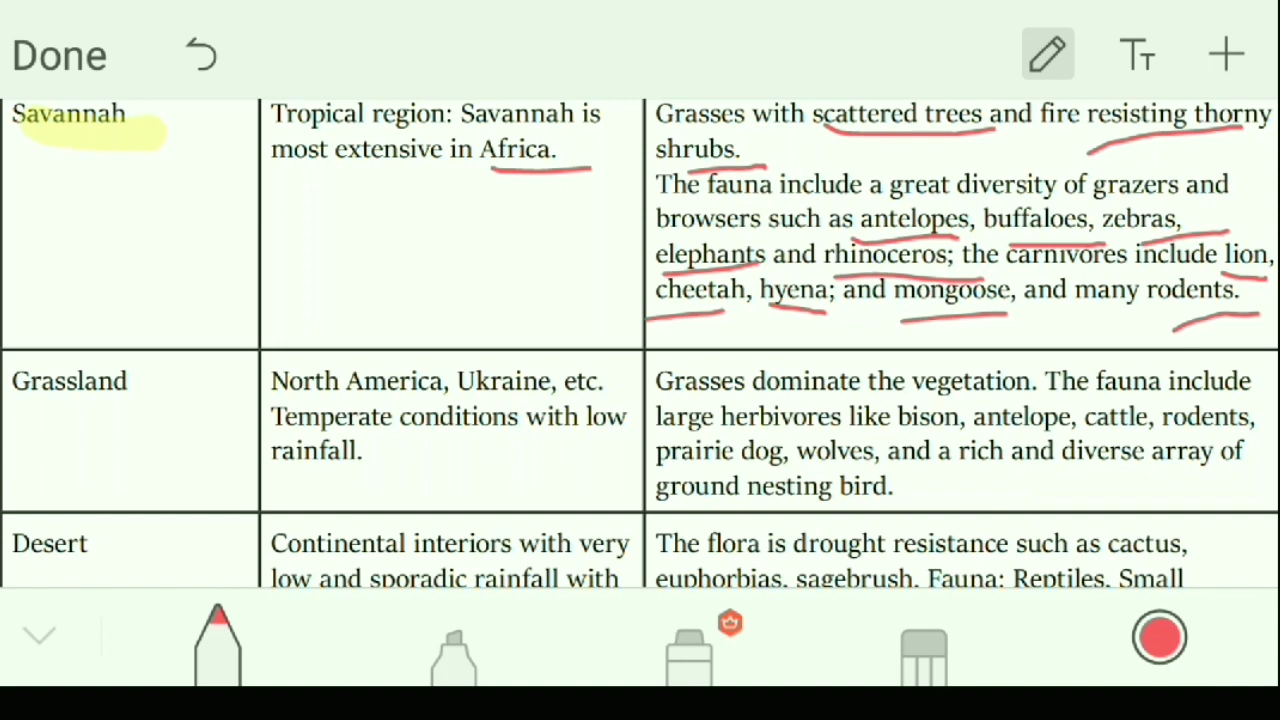 Done
Savannah
Tropical region: Savannah is
most extensive in Africa.
Grasses with scattered trees and fire resisting thorny
shrubs.
The fauna include a great diversity of grazers and
browsers such as antelopes, buffaloes, zebras,
elephants and rhinoceros; the carnivores include lion,
cheetah, hyena; and mongoose, and many rodents.
Grassland
North America, Ukraine, etc.
Temperate conditions with low
rainfall.
Grasses dominate the vegetation. The fauna include
large herbivores like bison, antelope, cattle, rodents,
prairie dog, wolves, and a rich and diverse array of
ground nesting bird.
Desert
Continental interiors with very
low and sporadic rainfall with
The flora is drought resistance such as cactus,
euphorbias, sagebrush. Fauna: Reptiles, Small